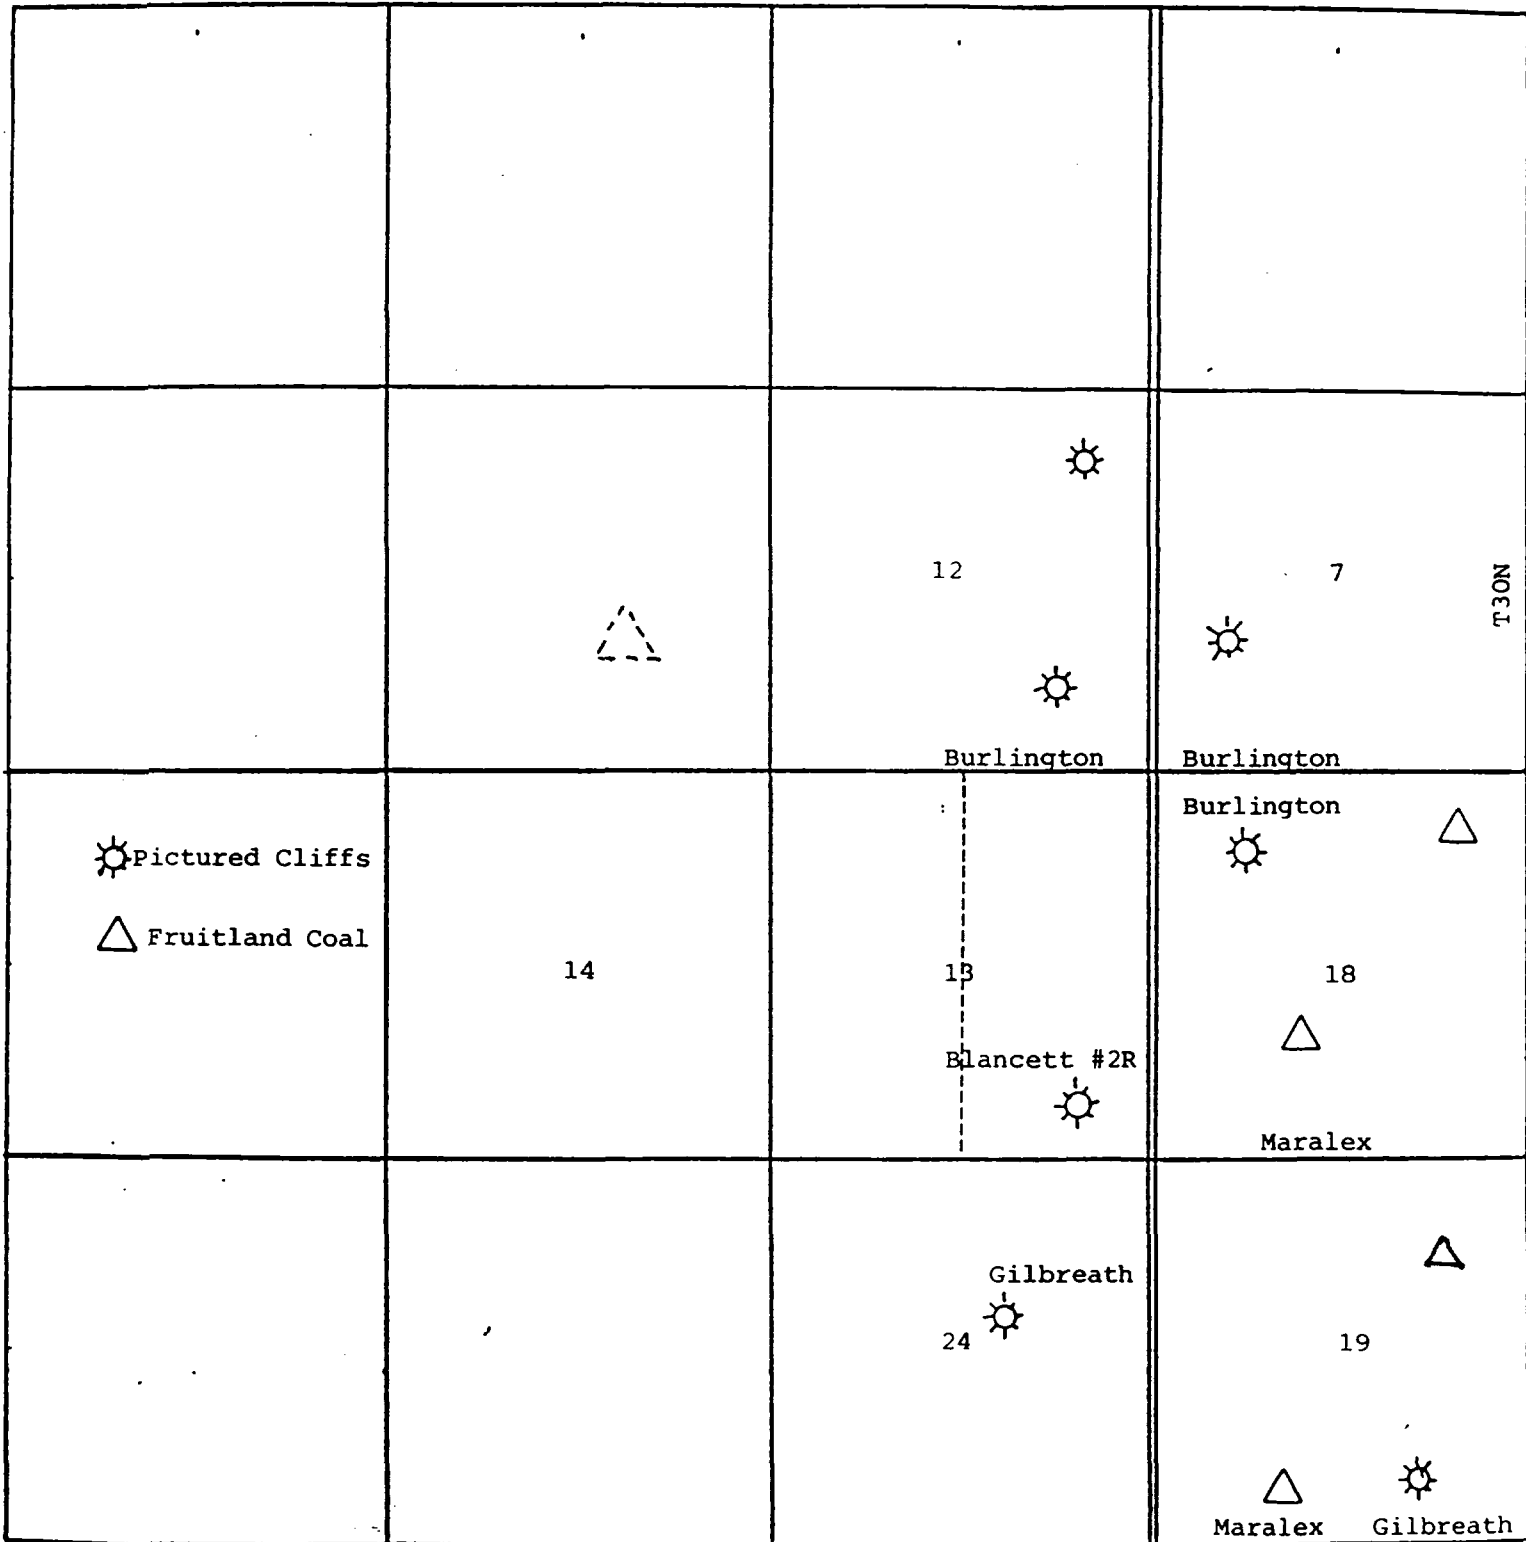 12
7
T30N
Burlington
Burlington
Burlington
Pictured Cliffs
Fruitland Coal
14
13
18
Blancett #2R
Maralex
Gilbreath
24
19
Maralex
Gilbreath